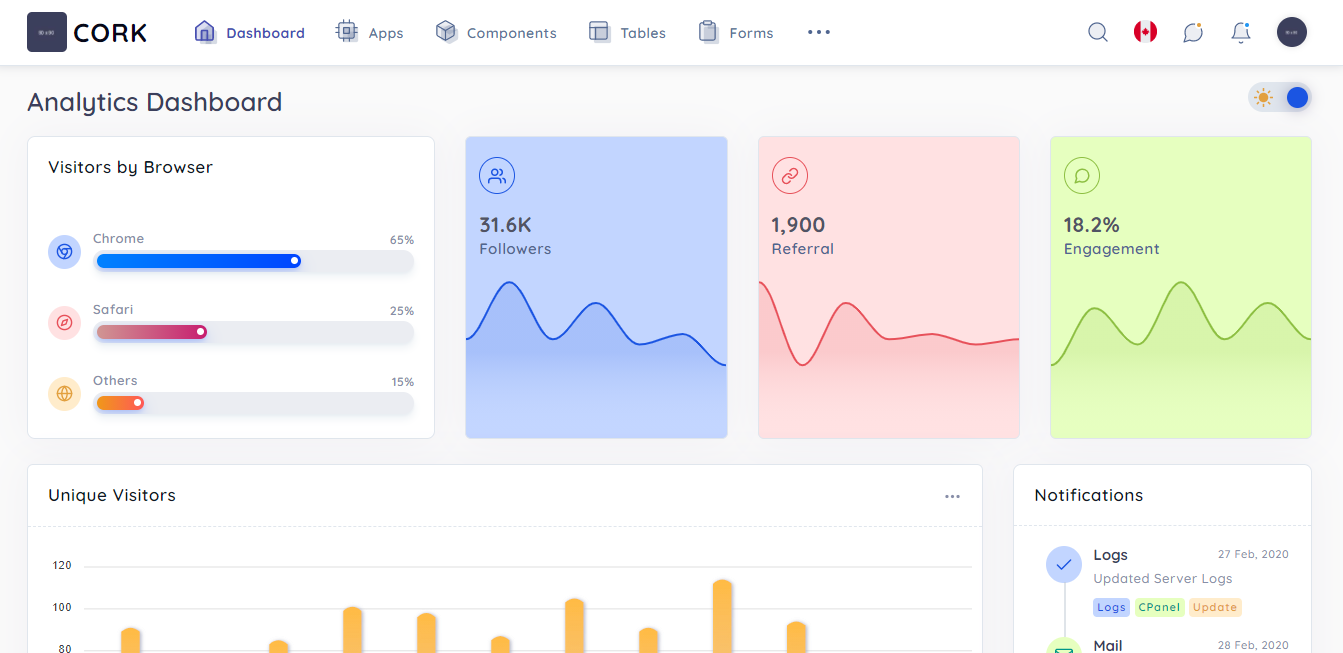 CORK
Dashboard
Apps
Components
Tables
Forms
Analytics Dashboard
Visitors by Browser
Chrome 65%
Safari 25%
Others 15%
31.6K
Followers
1,900
Referral
18.2%
Engagement
Unique Visitors
120
100
80
Notifications
Logs 27 Feb, 2020
Updated Server Logs
Logs CPanel Update
Mail 28 Feb, 2020